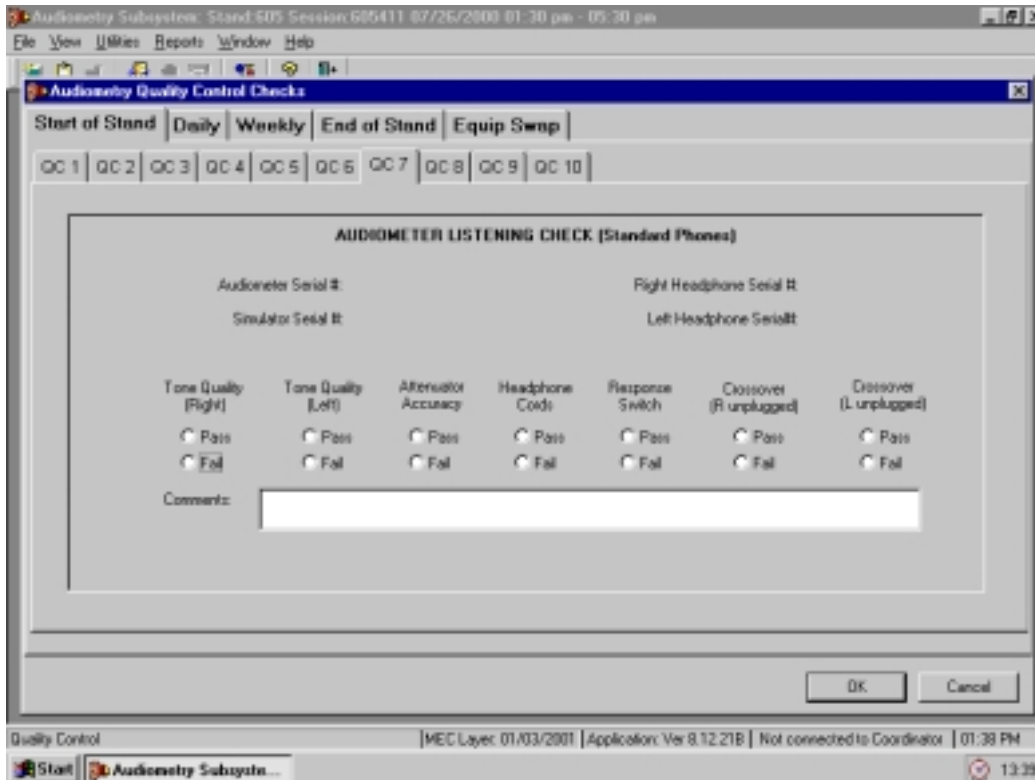 Audiometry Subsystem: Stand:605 Session:605411 07/26/2000 01:30 pm - 05:30 pm
File View Utilities Reports Window Help
Audiometry Quality Control Checks
Start of Stand Daily Weekly End of Stand Equip Swap
QC 1 QC 2 QC 3 QC 4 QC 5 QC 6 QC 7 QC 8 QC 9 QC 10
AUDIOMETER LISTENING CHECK (Standard Phones)
Audiometer Serial #: Right Headphone Serial #:
Simulator Serial #: Left Headphone Serial#:
Tone Quality (Right) Tone Quality (Left) Attenuator Accuracy Headphone Cords Response Switch Crossover (R unplugged) Crossover (L unplugged)
Pass Pass Pass Pass Pass Pass Pass
Fail Fail Fail Fail Fail Fail Fail
Comments:
OK Cancel
Quality Control MEC Layer: 01/03/2001 Application: Ver 8.12.21B Not connected to Coordinator 01:38 PM
Start Audiometry Subsyste...